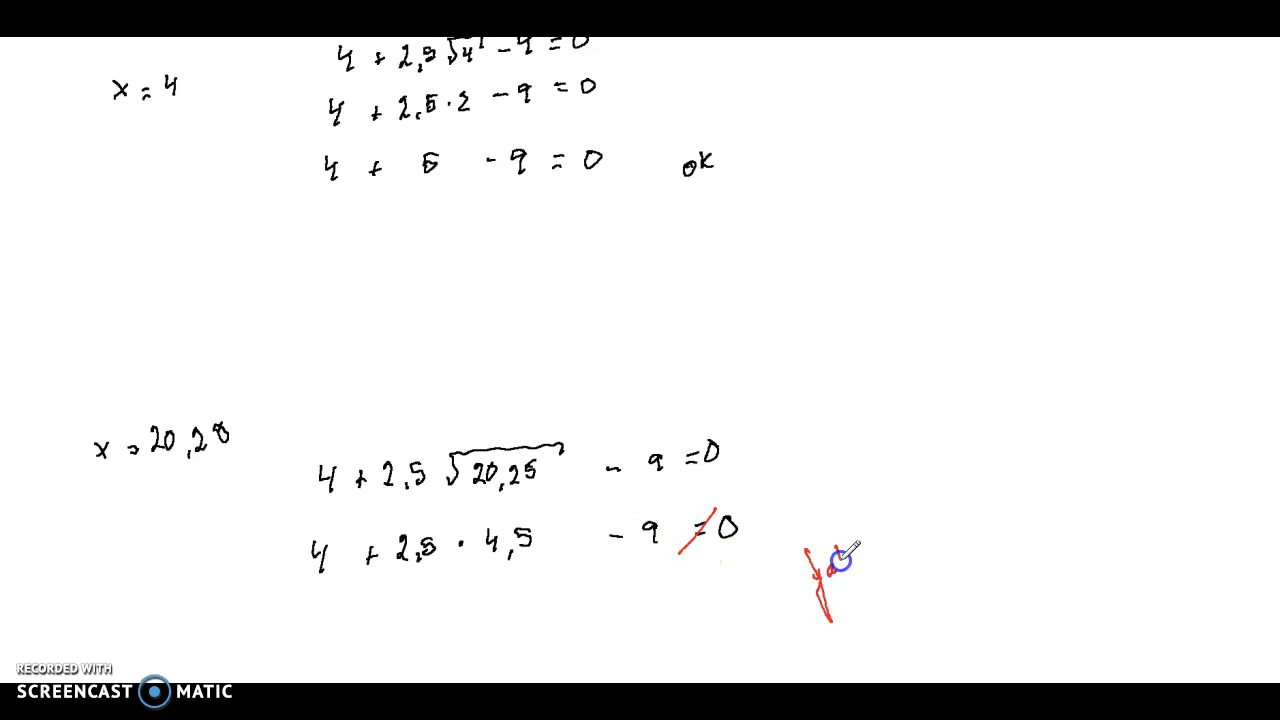 4 + 2,5 √4 - 9 = 0
x = 4
4 + 2,5 · 2 - 9 = 0
4 + 5 - 9 = 0 ok
x = 20,25
4 + 2,5 √20,25 - 9 = 0
4 + 2,5 · 4,5 - 9 ≠ 0
RECORDED WITH
SCREENCAST MATIC